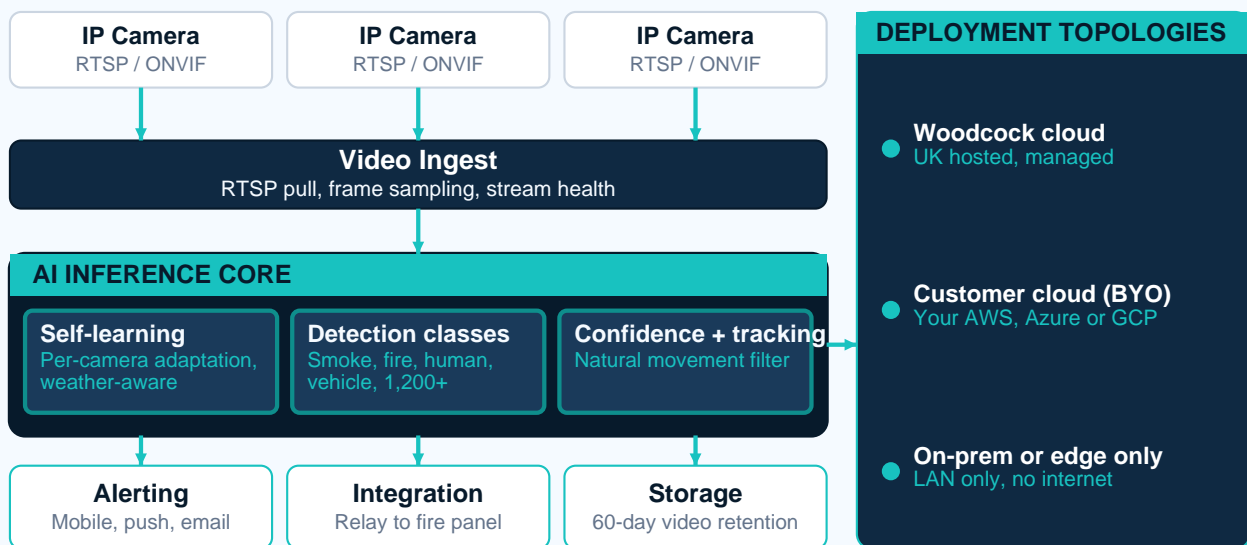 IP Camera
RTSP / ONVIF
IP Camera
RTSP / ONVIF
IP Camera
RTSP / ONVIF
Video Ingest
RTSP pull, frame sampling, stream health
AI INFERENCE CORE
Self-learning
Per-camera adaptation,
weather-aware
Detection classes
Smoke, fire, human,
vehicle, 1,200+
Confidence + tracking
Natural movement filter
Alerting
Mobile, push, email
Integration
Relay to fire panel
Storage
60-day video retention
DEPLOYMENT TOPOLOGIES
Woodcock cloud
UK hosted, managed
Customer cloud (BYO)
Your AWS, Azure or GCP
On-prem or edge only
LAN only, no internet